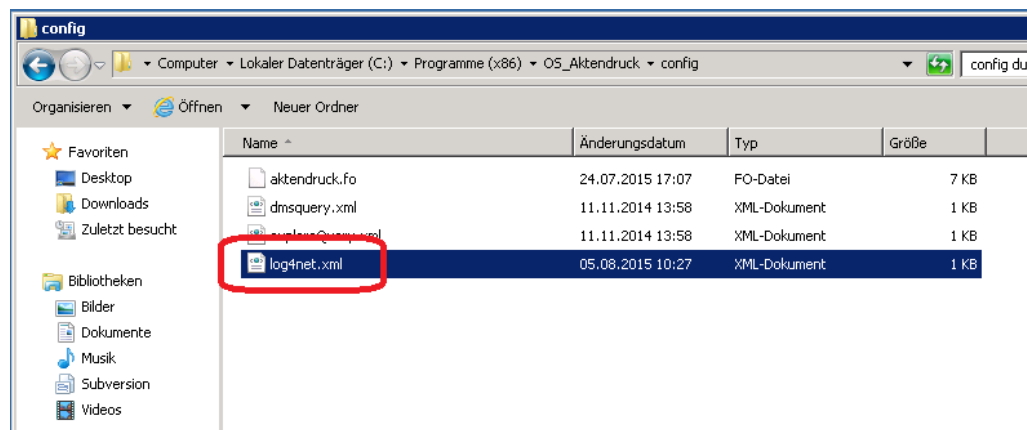 config
Computer Lokaler Datenträger (C:) Programme (x86) OS_Aktendruck config
config du
Organisieren Öffnen Neuer Ordner
Name Änderungsdatum Typ Größe
Favoriten
Desktop
Downloads
Zuletzt besucht
Bibliotheken
Bilder
Dokumente
Musik
Subversion
Videos
aktendruck.fo 24.07.2015 17:07 FO-Datei 7 KB
dmsquery.xml 11.11.2014 13:58 XML-Dokument 1 KB
11.11.2014 13:58 XML-Dokument 1 KB
log4net.xml 05.08.2015 10:27 XML-Dokument 1 KB